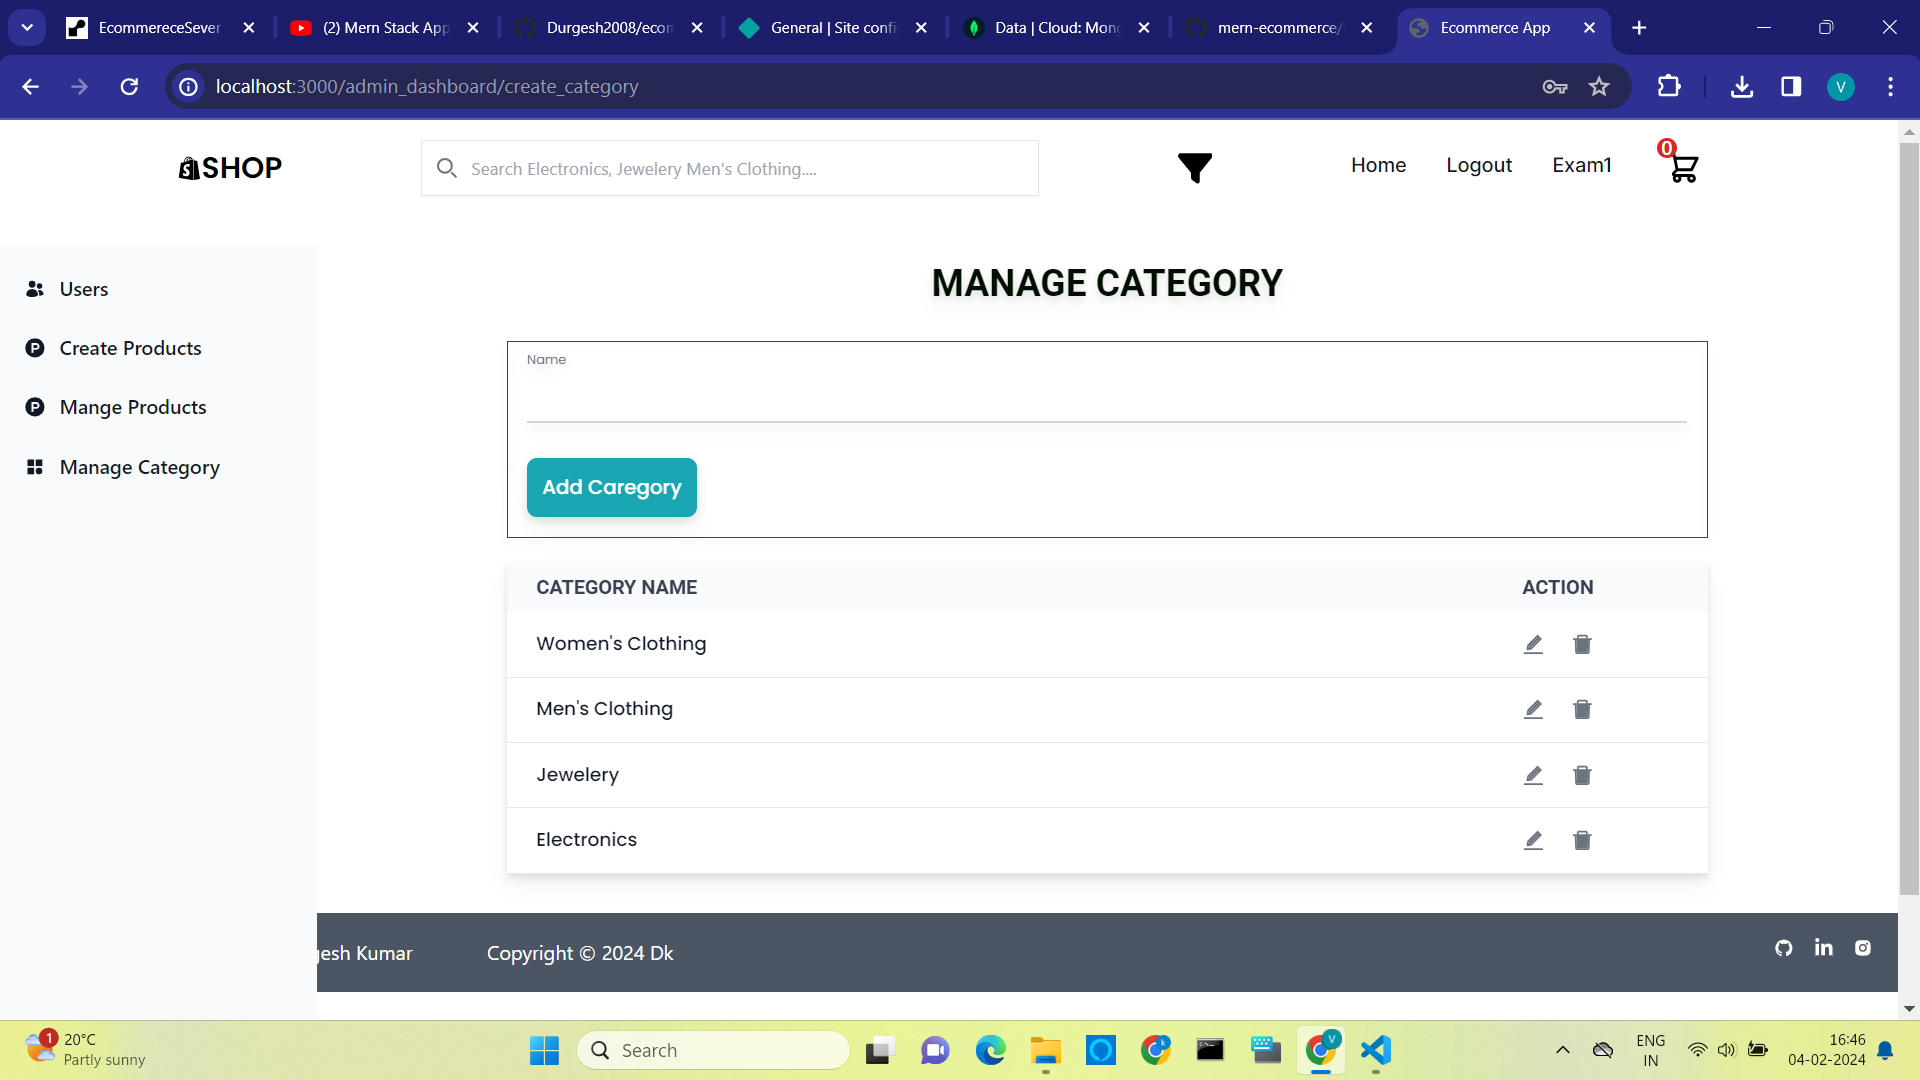 EcommereceSever
(2) Mern Stack App
Durgesh2008/econ
General | Site confi
Data | Cloud: Mong
mern-ecommerce/
Ecommerce App
localhost:3000/admin_dashboard/create_category
V
SHOP
Search Electronics, Jewelery Men's Clothing....
Home
Logout
Exam1
0
Users
Create Products
Mange Products
Manage Category
MANAGE CATEGORY
Name
Add Caregory
CATEGORY NAME
ACTION
Women's Clothing
Men's Clothing
Jewelery
Electronics
gesh Kumar
Copyright © 2024 Dk
1
20°C
Partly sunny
Search
ENG
IN
16:46
04-02-2024